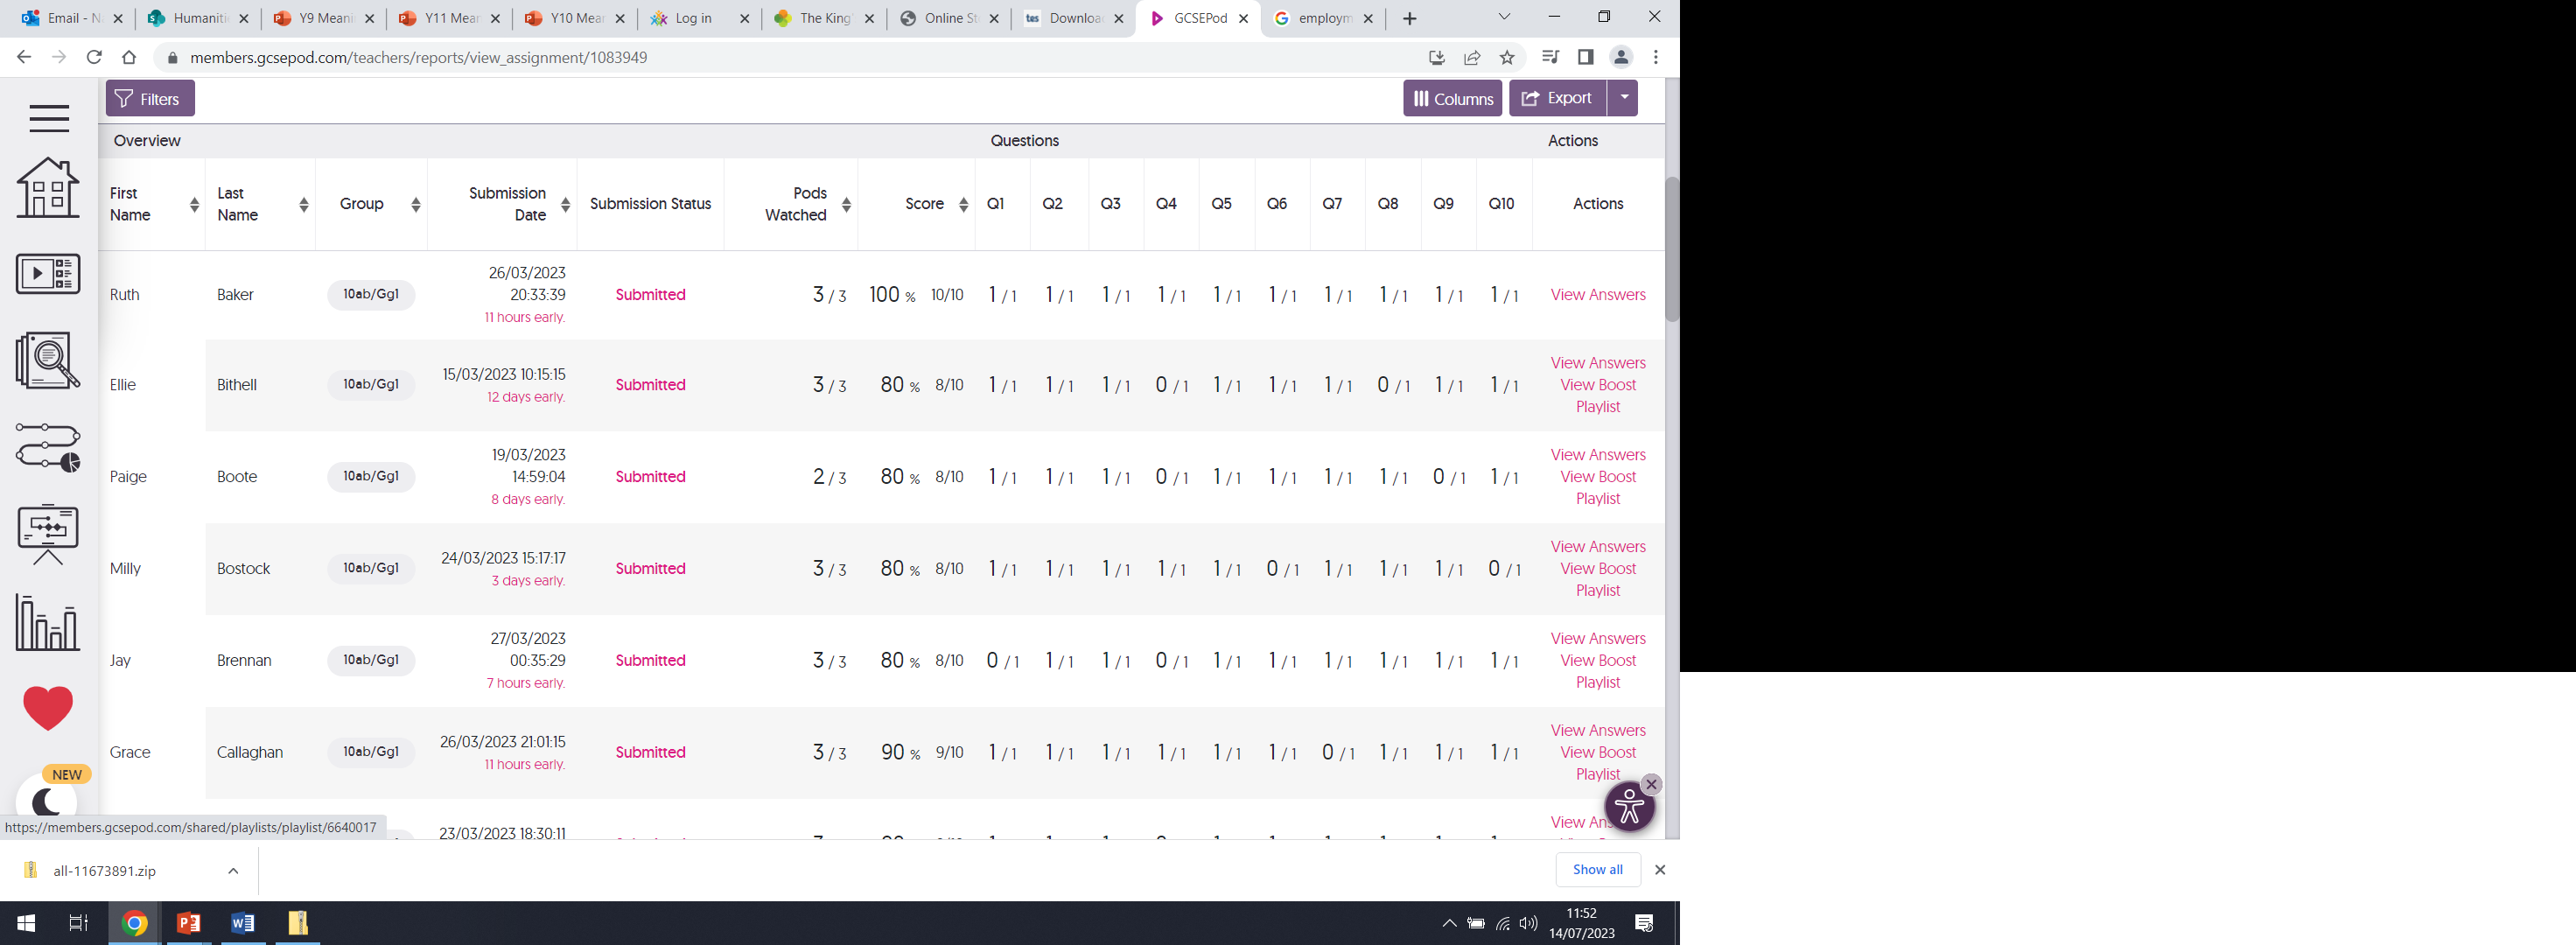 Email - N
Humaniti
Y9 Meani
Y11 Mean
Y10 Mean
Log in
The King
Online St
tes Downloa
GCSEPod
employm
members.gcsepod.com/teachers/reports/view_assignment/1083949
Filters
Columns
Export
Overview Questions Actions
First Name Last Name Group Submission Date Submission Status Pods Watched Score Q1 Q2 Q3 Q4 Q5 Q6 Q7 Q8 Q9 Q10 Actions
26/03/2023
Ruth Baker 10ab/Gg1 20:33:39 Submitted 3 / 3 100 % 10/10 1 / 1 1 / 1 1 / 1 1 / 1 1 / 1 1 / 1 1 / 1 1 / 1 1 / 1 1 / 1 View Answers
11 hours early.
15/03/2023 10:15:15 View Answers
Ellie Bithell 10ab/Gg1 Submitted 3 / 3 80 % 8/10 1 / 1 1 / 1 1 / 1 0 / 1 1 / 1 1 / 1 1 / 1 0 / 1 1 / 1 1 / 1 View Boost
12 days early. Playlist
19/03/2023 View Answers
Paige Boote 10ab/Gg1 14:59:04 Submitted 2 / 3 80 % 8/10 1 / 1 1 / 1 1 / 1 0 / 1 1 / 1 1 / 1 1 / 1 1 / 1 0 / 1 1 / 1 View Boost
8 days early. Playlist
24/03/2023 15:17:17 View Answers
Milly Bostock 10ab/Gg1 Submitted 3 / 3 80 % 8/10 1 / 1 1 / 1 1 / 1 1 / 1 1 / 1 0 / 1 1 / 1 1 / 1 1 / 1 0 / 1 View Boost
3 days early. Playlist
27/03/2023 View Answers
Jay Brennan 10ab/Gg1 00:35:29 Submitted 3 / 3 80 % 8/10 0 / 1 1 / 1 1 / 1 0 / 1 1 / 1 1 / 1 1 / 1 1 / 1 1 / 1 1 / 1 View Boost
7 hours early. Playlist
26/03/2023 21:01:15 View Answers
Grace Callaghan 10ab/Gg1 Submitted 3 / 3 90 % 9/10 1 / 1 1 / 1 1 / 1 1 / 1 1 / 1 1 / 1 0 / 1 1 / 1 1 / 1 1 / 1 View Boost
11 hours early. Playlist
NEW
23/03/2023 18:30:11 View An
https://members.gcsepod.com/shared/playlists/playlist/6640017
all-11673891.zip
Show all
11:52
14/07/2023